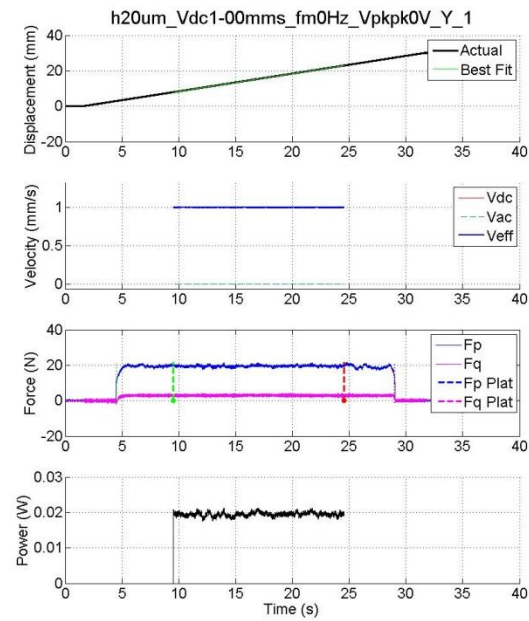 h20um_Vdc1-00mms_fm0Hz_Vpkpk0V_Y_1
Displacement (mm)
40
20
0
-20
0 5 10 15 20 25 30 35 40
Actual
Best Fit
Velocity (mm/s)
1
0.5
0
0 5 10 15 20 25 30 35 40
Vdc
Vac
Veff
Force (N)
40
20
0
-20
0 5 10 15 20 25 30 35 40
Fp
Fq
Fp Plat
Fq Plat
Power (W)
0.03
0.02
0.01
0
0 5 10 15 20 25 30 35 40
Time (s)